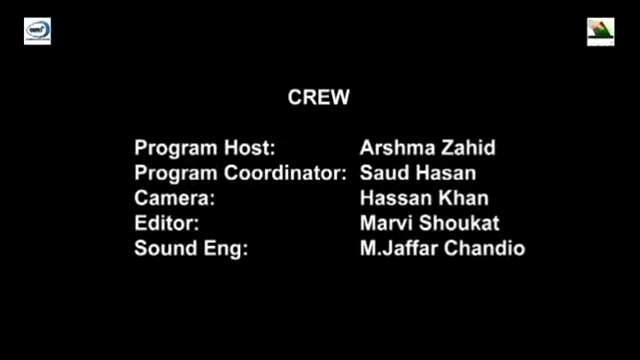 CREW
Program Host: Arshma Zahid
Program Coordinator: Saud Hasan
Camera: Hassan Khan
Editor: Marvi Shoukat
Sound Eng: M.Jaffar Chandio